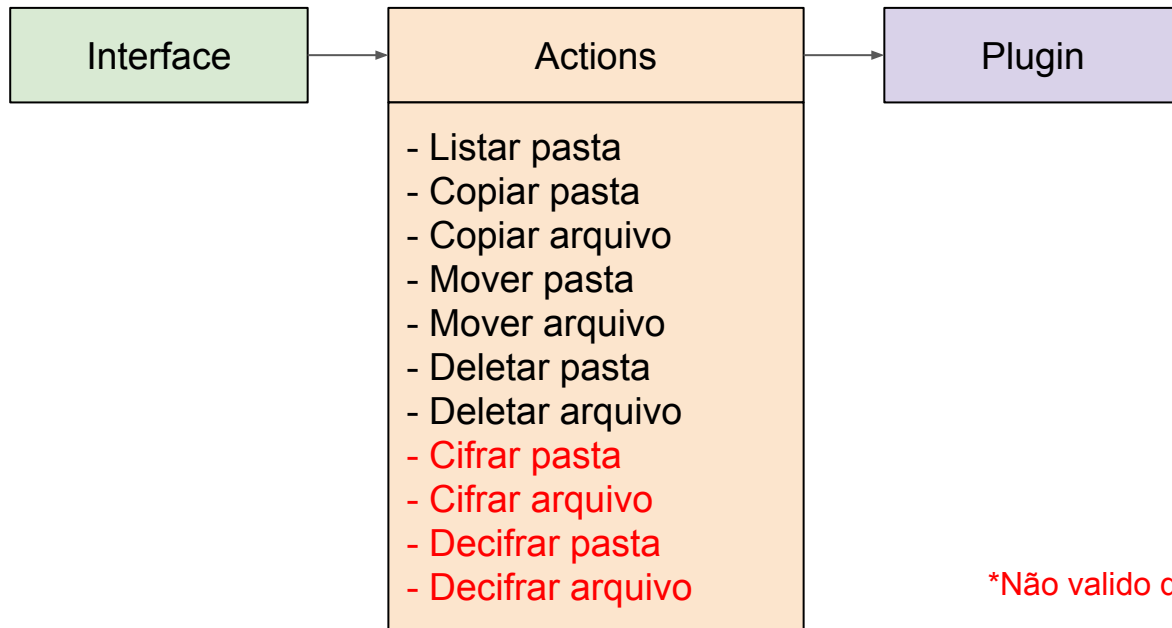 Interface
Actions
Plugin
- Listar pasta
- Copiar pasta
- Copiar arquivo
- Mover pasta
- Mover arquivo
- Deletar pasta
- Deletar arquivo
- Cifrar pasta
- Cifrar arquivo
- Decifrar pasta
- Decifrar arquivo
*Não valido